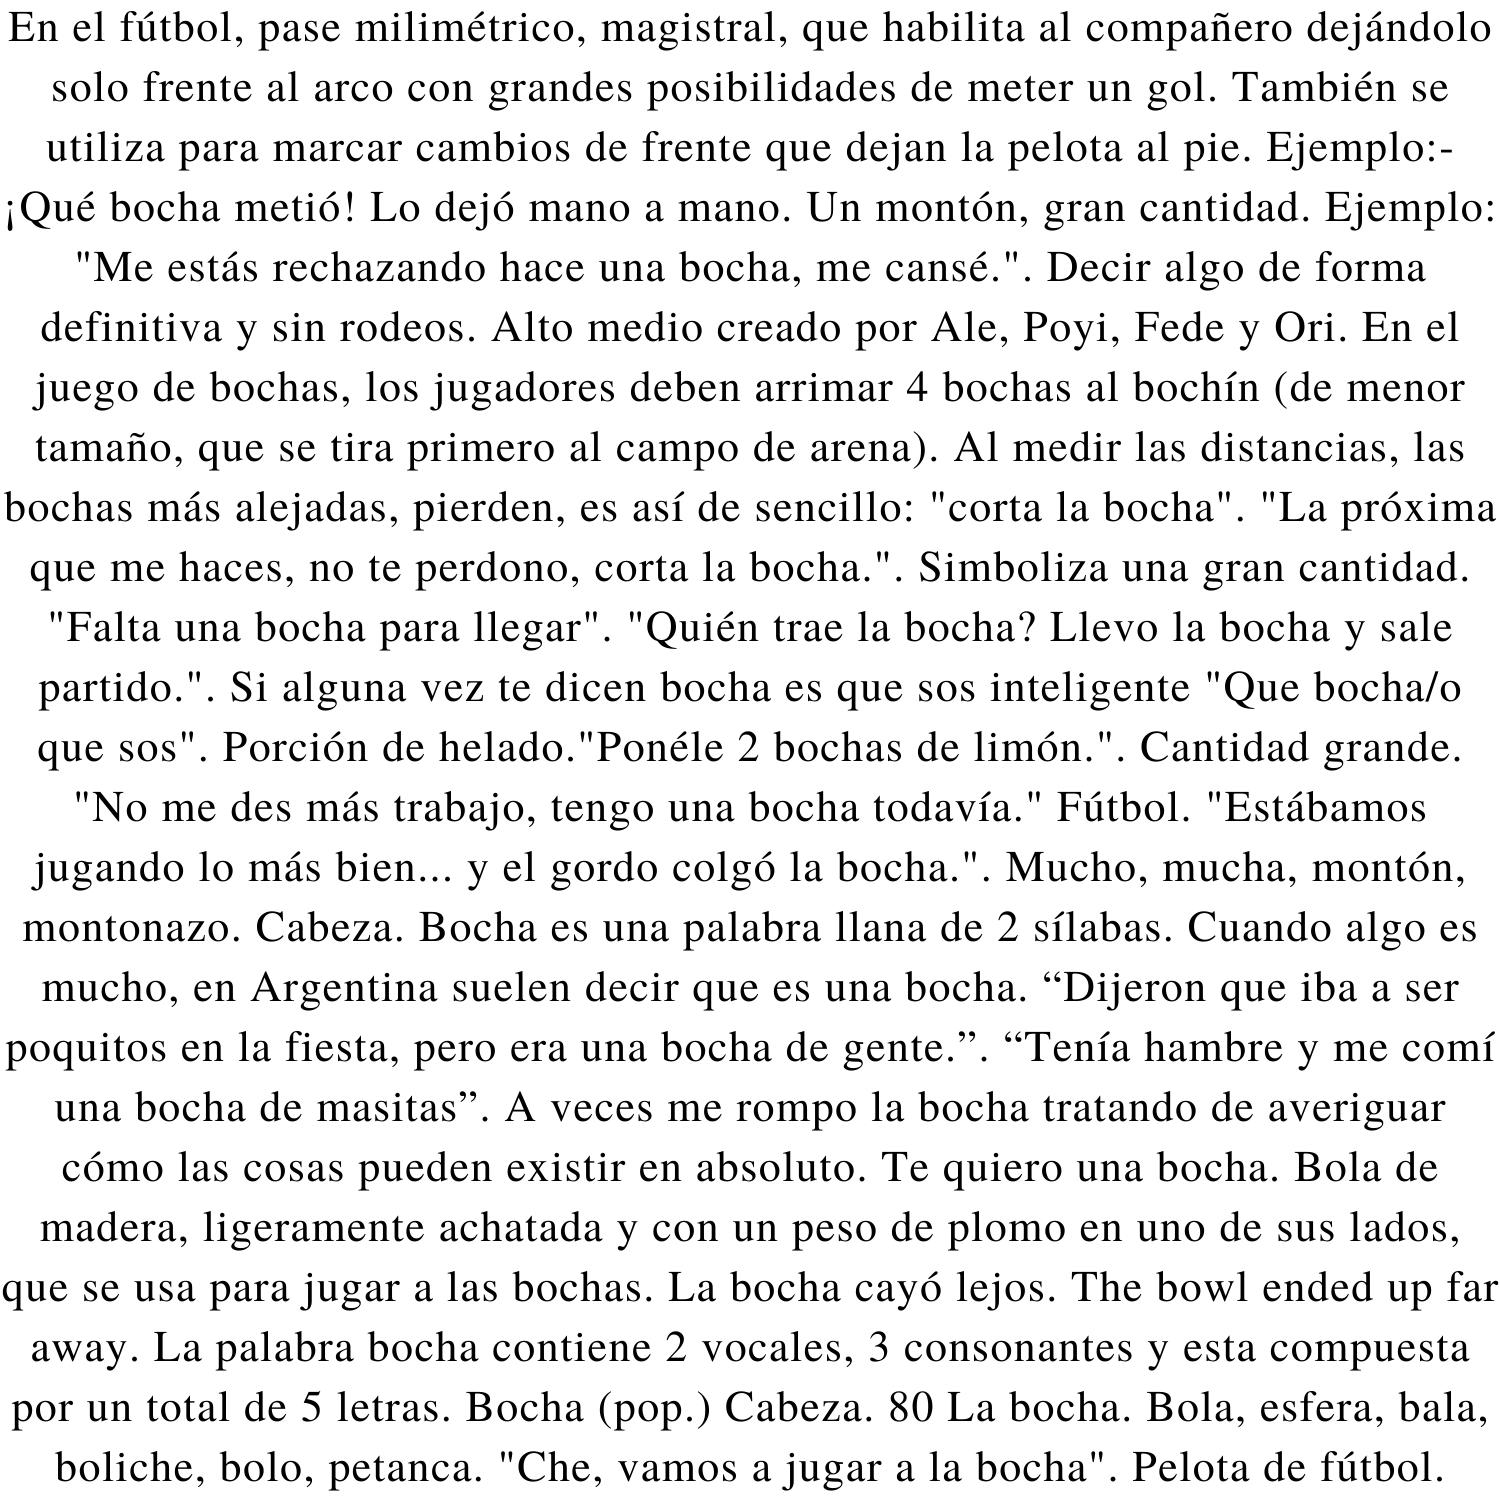 En el fútbol, pase milimétrico, magistral, que habilita al compañero dejándolo
solo frente al arco con grandes posibilidades de meter un gol. También se
utiliza para marcar cambios de frente que dejan la pelota al pie. Ejemplo:-
¡Qué bocha metió! Lo dejó mano a mano. Un montón, gran cantidad. Ejemplo:
"Me estás rechazando hace una bocha, me cansé.". Decir algo de forma
definitiva y sin rodeos. Alto medio creado por Ale, Poyi, Fede y Ori. En el
juego de bochas, los jugadores deben arrimar 4 bochas al bochín (de menor
tamaño, que se tira primero al campo de arena). Al medir las distancias, las
bochas más alejadas, pierden, es así de sencillo: "corta la bocha". "La próxima
que me haces, no te perdono, corta la bocha.". Simboliza una gran cantidad.
"Falta una bocha para llegar". "Quién trae la bocha? Llevo la bocha y sale
partido.". Si alguna vez te dicen bocha es que sos inteligente "Que bocha/o
que sos". Porción de helado."Ponéle 2 bochas de limón.". Cantidad grande.
"No me des más trabajo, tengo una bocha todavía." Fútbol. "Estábamos
jugando lo más bien... y el gordo colgó la bocha.". Mucho, mucha, montón,
montonazo. Cabeza. Bocha es una palabra llana de 2 sílabas. Cuando algo es
mucho, en Argentina suelen decir que es una bocha. “Dijeron que iba a ser
poquitos en la fiesta, pero era una bocha de gente.”. “Tenía hambre y me comí
una bocha de masitas”. A veces me rompo la bocha tratando de averiguar
cómo las cosas pueden existir en absoluto. Te quiero una bocha. Bola de
madera, ligeramente achatada y con un peso de plomo en uno de sus lados,
que se usa para jugar a las bochas. La bocha cayó lejos. The bowl ended up far
away. La palabra bocha contiene 2 vocales, 3 consonantes y esta compuesta
por un total de 5 letras. Bocha (pop.) Cabeza. 80 La bocha. Bola, esfera, bala,
boliche, bolo, petanca. "Che, vamos a jugar a la bocha". Pelota de fútbol.